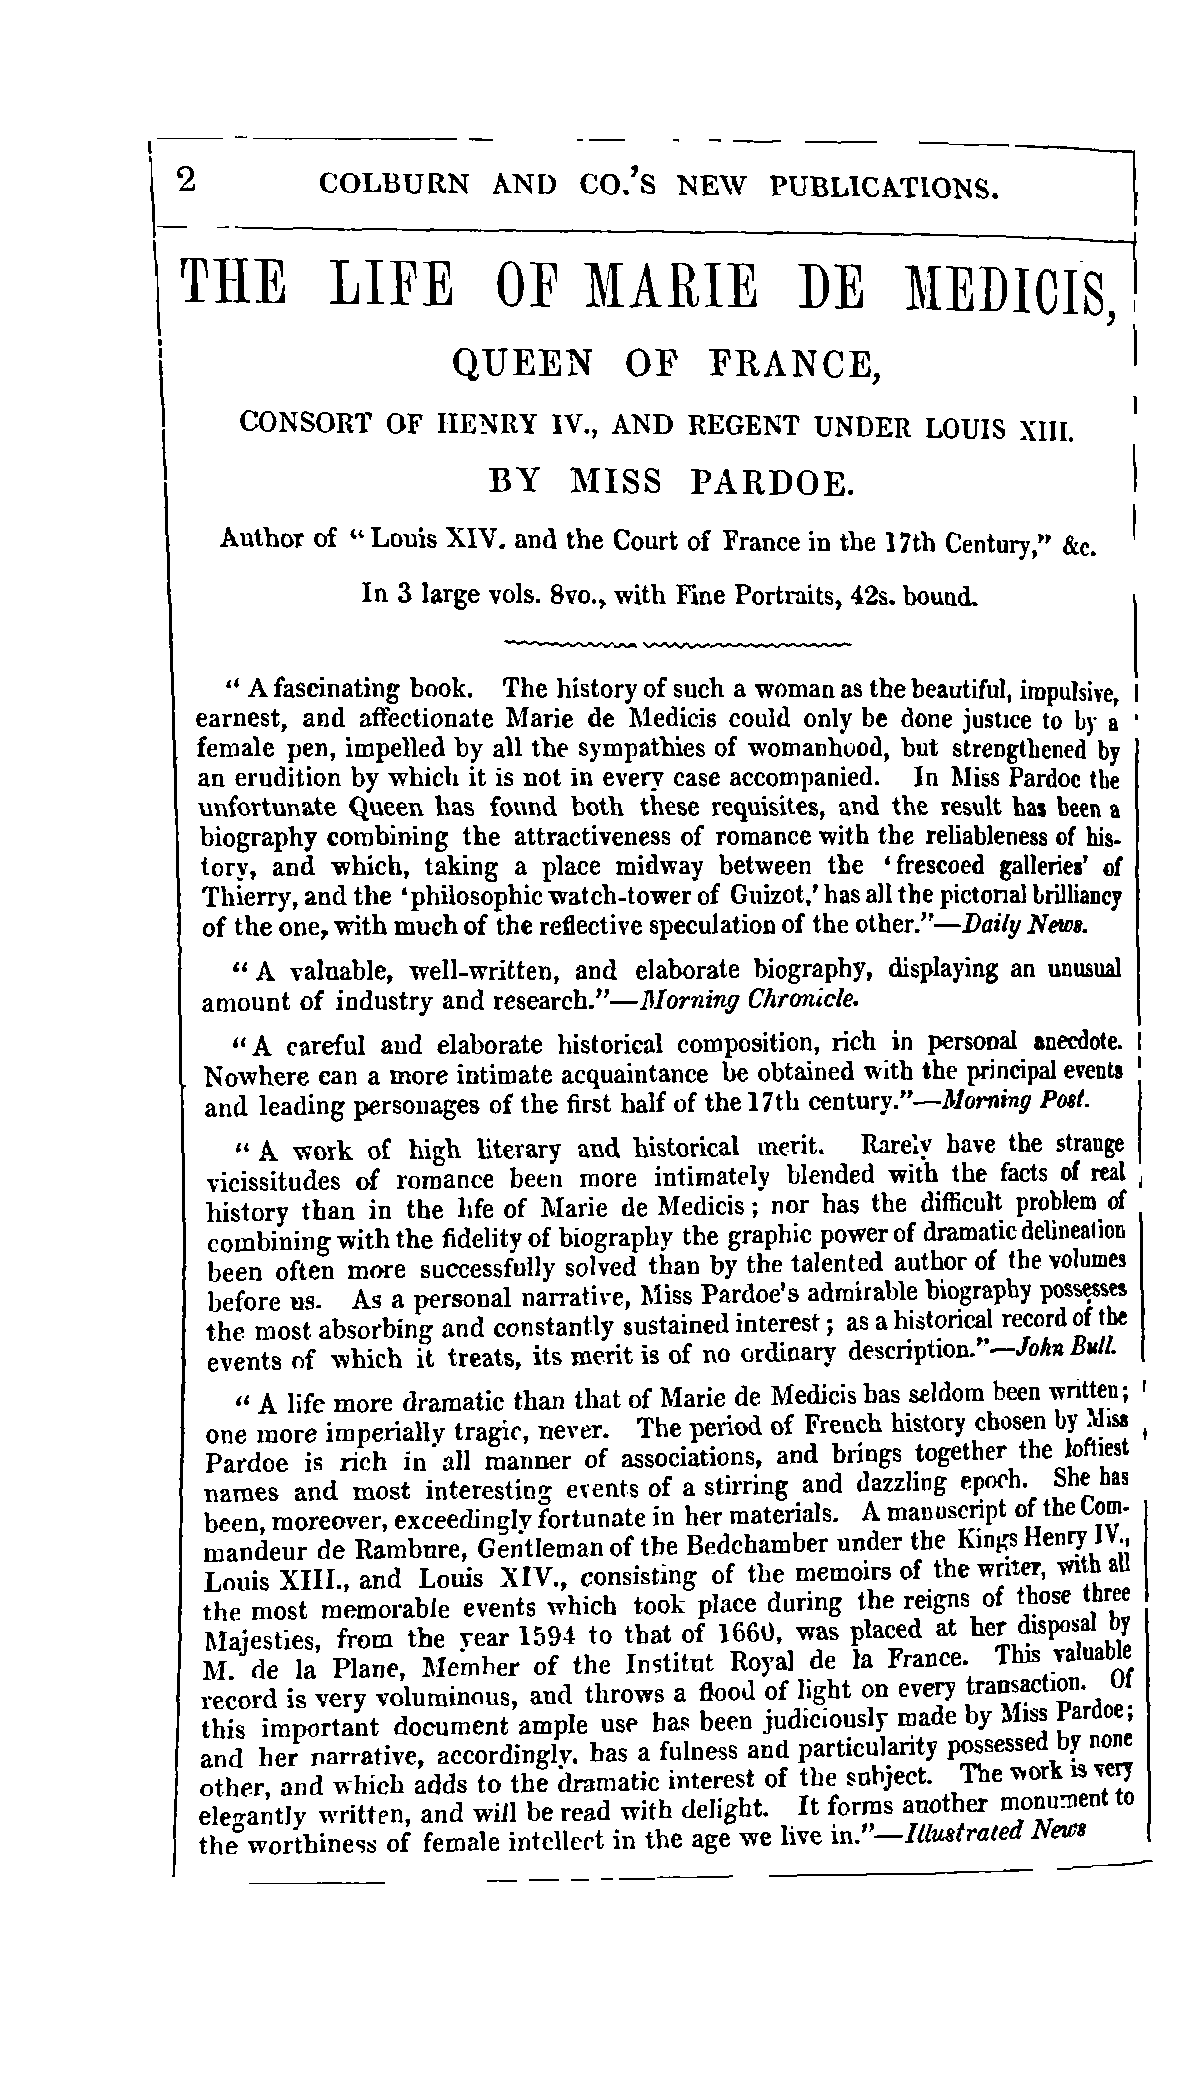 2 COLBURN AND CO.'S NEW PUBLICATIONS.
THE LIFE OF MARIE DE MEDICIS,
QUEEN OF FRANCE,
CONSORT OF HENRY IV., AND REGENT UNDER LOUIS XIII.
BY MISS PARDOE.
Author of "Louis XIV. and the Court of France in the 17th Century," &c.
In 3 large vols. 8vo., with Fine Portraits, 42s. bound.
"A fascinating book. The history of such a woman as the beautiful, impulsive,
earnest, and affectionate Marie de Medicis could only be done justice to by a
female pen, impelled by all the sympathies of womanhood, but strengthened by
an erudition by which it is not in every case accompanied. In Miss Pardoe the
unfortunate Queen has found both these requisites, and the result has been a
biography combining the attractiveness of romance with the reliableness of his-
tory, and which, taking a place midway between the 'frescoed galleries' of
Thierry, and the 'philosophic watch-tower of Guizot,' has all the pictorial brilliancy
of the one, with much of the reflective speculation of the other."—Daily News.
"A valuable, well-written, and elaborate biography, displaying an unusual
amount of industry and research."—Morning Chronicle.
"A careful and elaborate historical composition, rich in personal anecdote.
Nowhere can a more intimate acquaintance be obtained with the principal events
and leading personages of the first half of the 17th century."—Morning Post.
"A work of high literary and historical merit. Rarely have the strange
vicissitudes of romance been more intimately blended with the facts of real
history than in the life of Marie de Medicis; nor has the difficult problem of
combining with the fidelity of biography the graphic power of dramatic delineation
been often more successfully solved than by the talented author of the volumes
before us. As a personal narrative, Miss Pardoe's admirable biography possesses
the most absorbing and constantly sustained interest; as a historical record of the
events of which it treats, its merit is of no ordinary description."—John Bull.
"A life more dramatic than that of Marie de Medicis has seldom been written;
one more imperially tragic, never. The period of French history chosen by Miss
Pardoe is rich in all manner of associations, and brings together the loftiest
names and most interesting events of a stirring and dazzling epoch. She has
been, moreover, exceedingly fortunate in her materials. A manuscript of the Com-
mandeur de Rambure, Gentleman of the Bedchamber under the Kings Henry IV.,
Louis XIII., and Louis XIV., consisting of the memoirs of the writer, with all
the most memorable events which took place during the reigns of those three
Majesties, from the year 1594 to that of 1660, was placed at her disposal by
M. de la Plane, Member of the Institut Royal de la France. This valuable
record is very voluminous, and throws a flood of light on every transaction. Of
this important document ample use has been judiciously made by Miss Pardoe;
and her narrative, accordingly, has a fulness and particularity possessed by none
other, and which adds to the dramatic interest of the subject. The work is very
elegantly written, and will be read with delight. It forms another monument to
the worthiness of female intellect in the age we live in."—Illustrated News